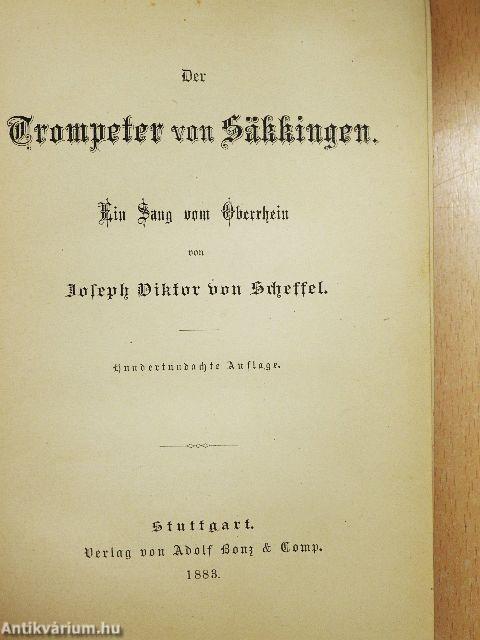 Der
Trompeter von Säkkingen.
Ein Sang vom Oberrhein
von
Joseph Viktor von Scheffel.
Hundertundachte Auflage.
Stuttgart.
Verlag von Adolf Bonz & Comp.
1883.
Antikvárium.hu